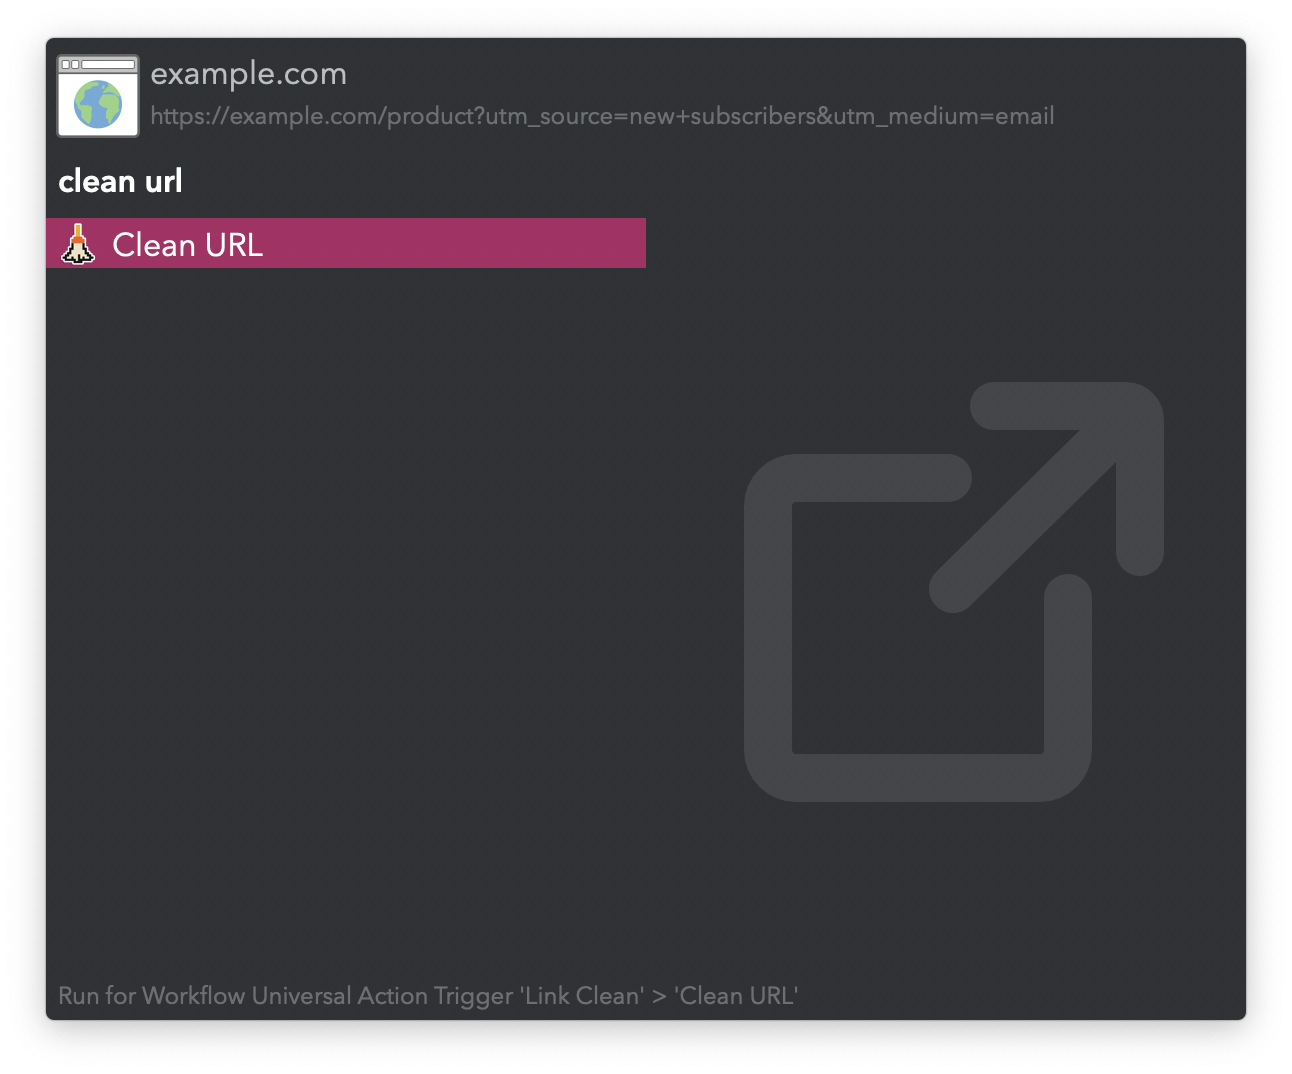 example.com
https://example.com/product?utm_source=new+subscribers&utm_medium=email
clean url
Clean URL
Run for Workflow Universal Action Trigger 'Link Clean' > 'Clean URL'